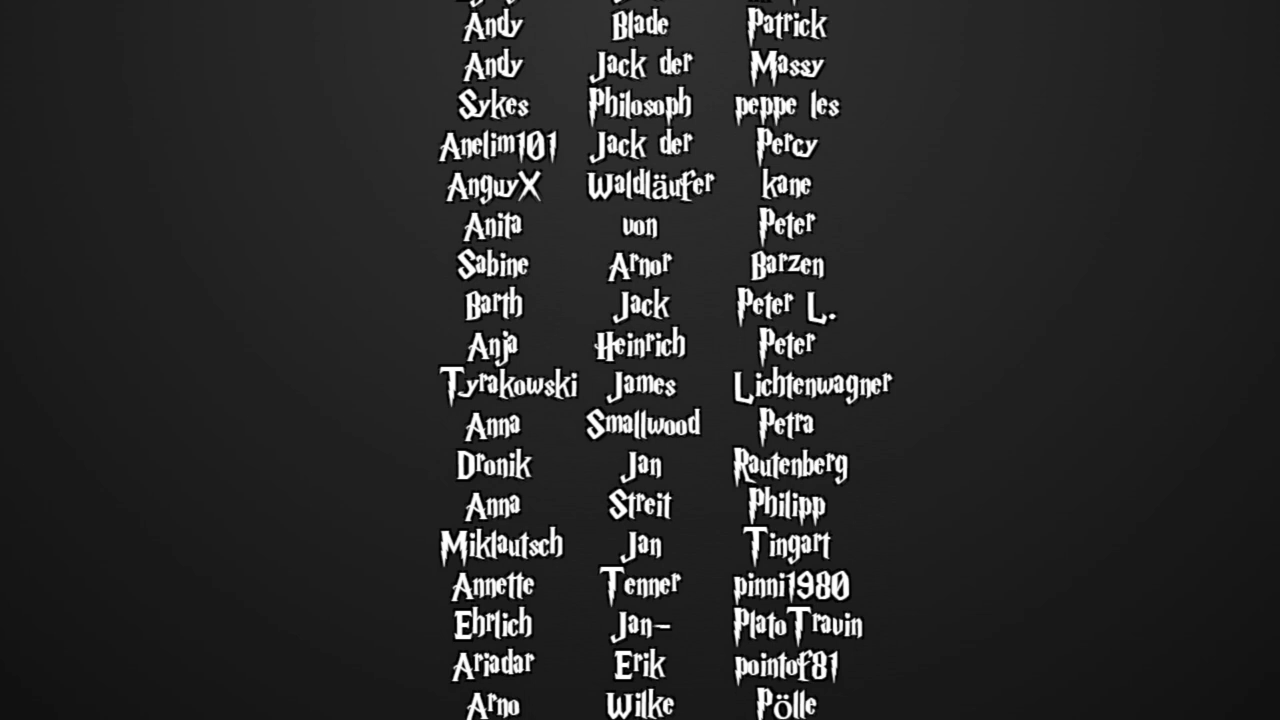 Andy Blade Patrick
Andy Jack der Massy
Sykes Philosoph peppe les
Anelim101 Jack der Percy
AnguyX Waldläufer kane
Anita von Peter
Sabine Arnor Barzen
Barth Jack Peter L.
Anja Heinrich Peter
Tyrakowski James Lichtenwagner
Anna Smallwood Petra
Dronik Jan Rautenberg
Anna Streit Philipp
Miklautsch Jan Tingart
Annette Tenner pinni1980
Ehrlich Jan- PlatoTravin
Ariadar Erik pointof81
Arno Wilke Pölle